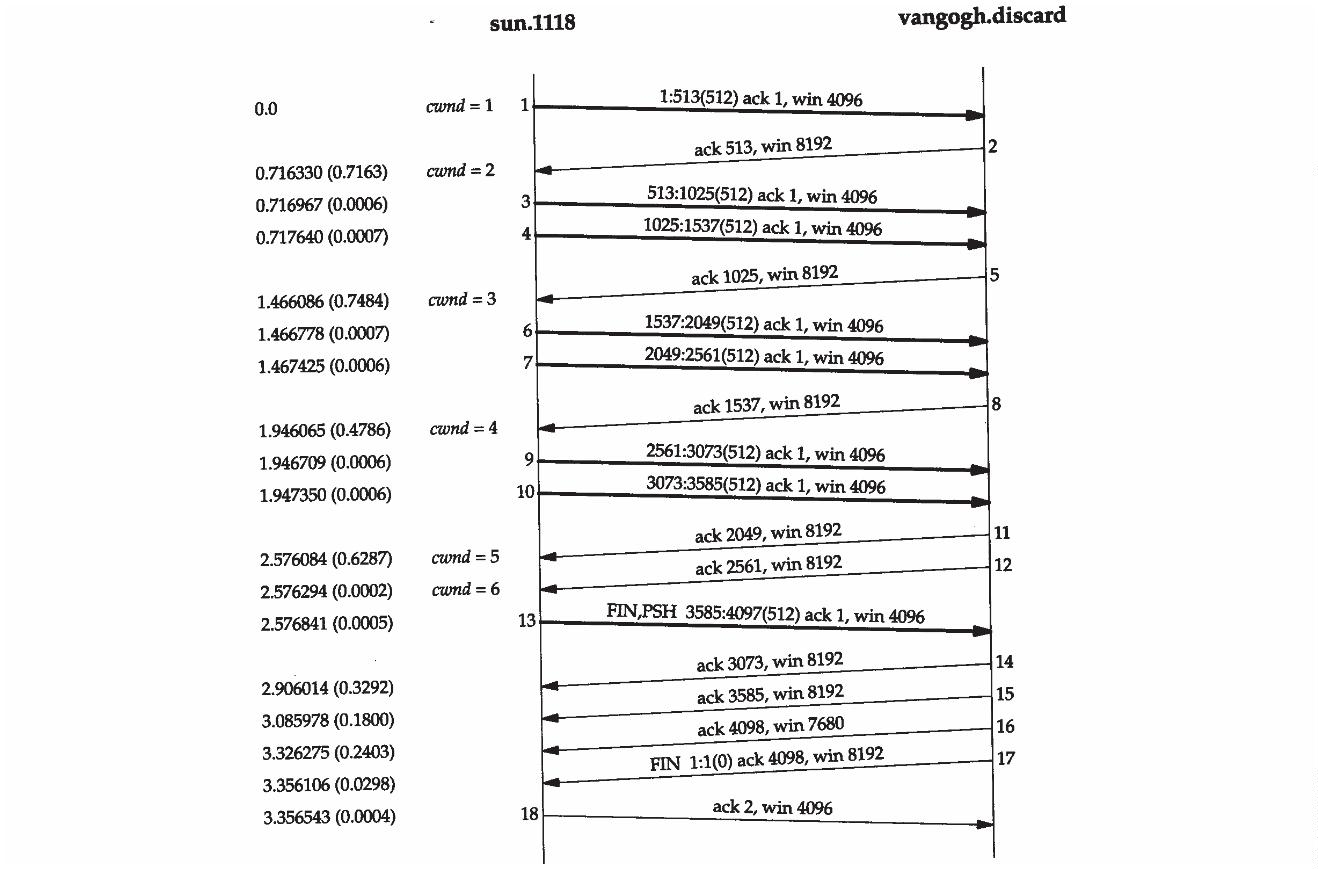 sun.1118 vangogh.discard
0.0 cwnd = 1 1 1:513(512) ack 1, win 4096
ack 513, win 8192 2
0.716330 (0.7163) cwnd = 2
0.716967 (0.0006) 3 513:1025(512) ack 1, win 4096
0.717640 (0.0007) 4 1025:1537(512) ack 1, win 4096
ack 1025, win 8192 5
1.466086 (0.7484) cwnd = 3
1.466778 (0.0007) 6 1537:2049(512) ack 1, win 4096
1.467425 (0.0006) 7 2049:2561(512) ack 1, win 4096
ack 1537, win 8192 8
1.946065 (0.4786) cwnd = 4
1.946709 (0.0006) 9 2561:3073(512) ack 1, win 4096
1.947350 (0.0006) 10 3073:3585(512) ack 1, win 4096
ack 2049, win 8192 11
2.576084 (0.6287) cwnd = 5
ack 2561, win 8192 12
2.576294 (0.0002) cwnd = 6
2.576841 (0.0005) 13 FIN,PSH 3585:4097(512) ack 1, win 4096
ack 3073, win 8192 14
2.906014 (0.3292)
ack 3585, win 8192 15
3.085978 (0.1800)
ack 4098, win 7680 16
3.326275 (0.2403)
FIN 1:1(0) ack 4098, win 8192 17
3.356106 (0.0298)
3.356543 (0.0004) 18 ack 2, win 4096